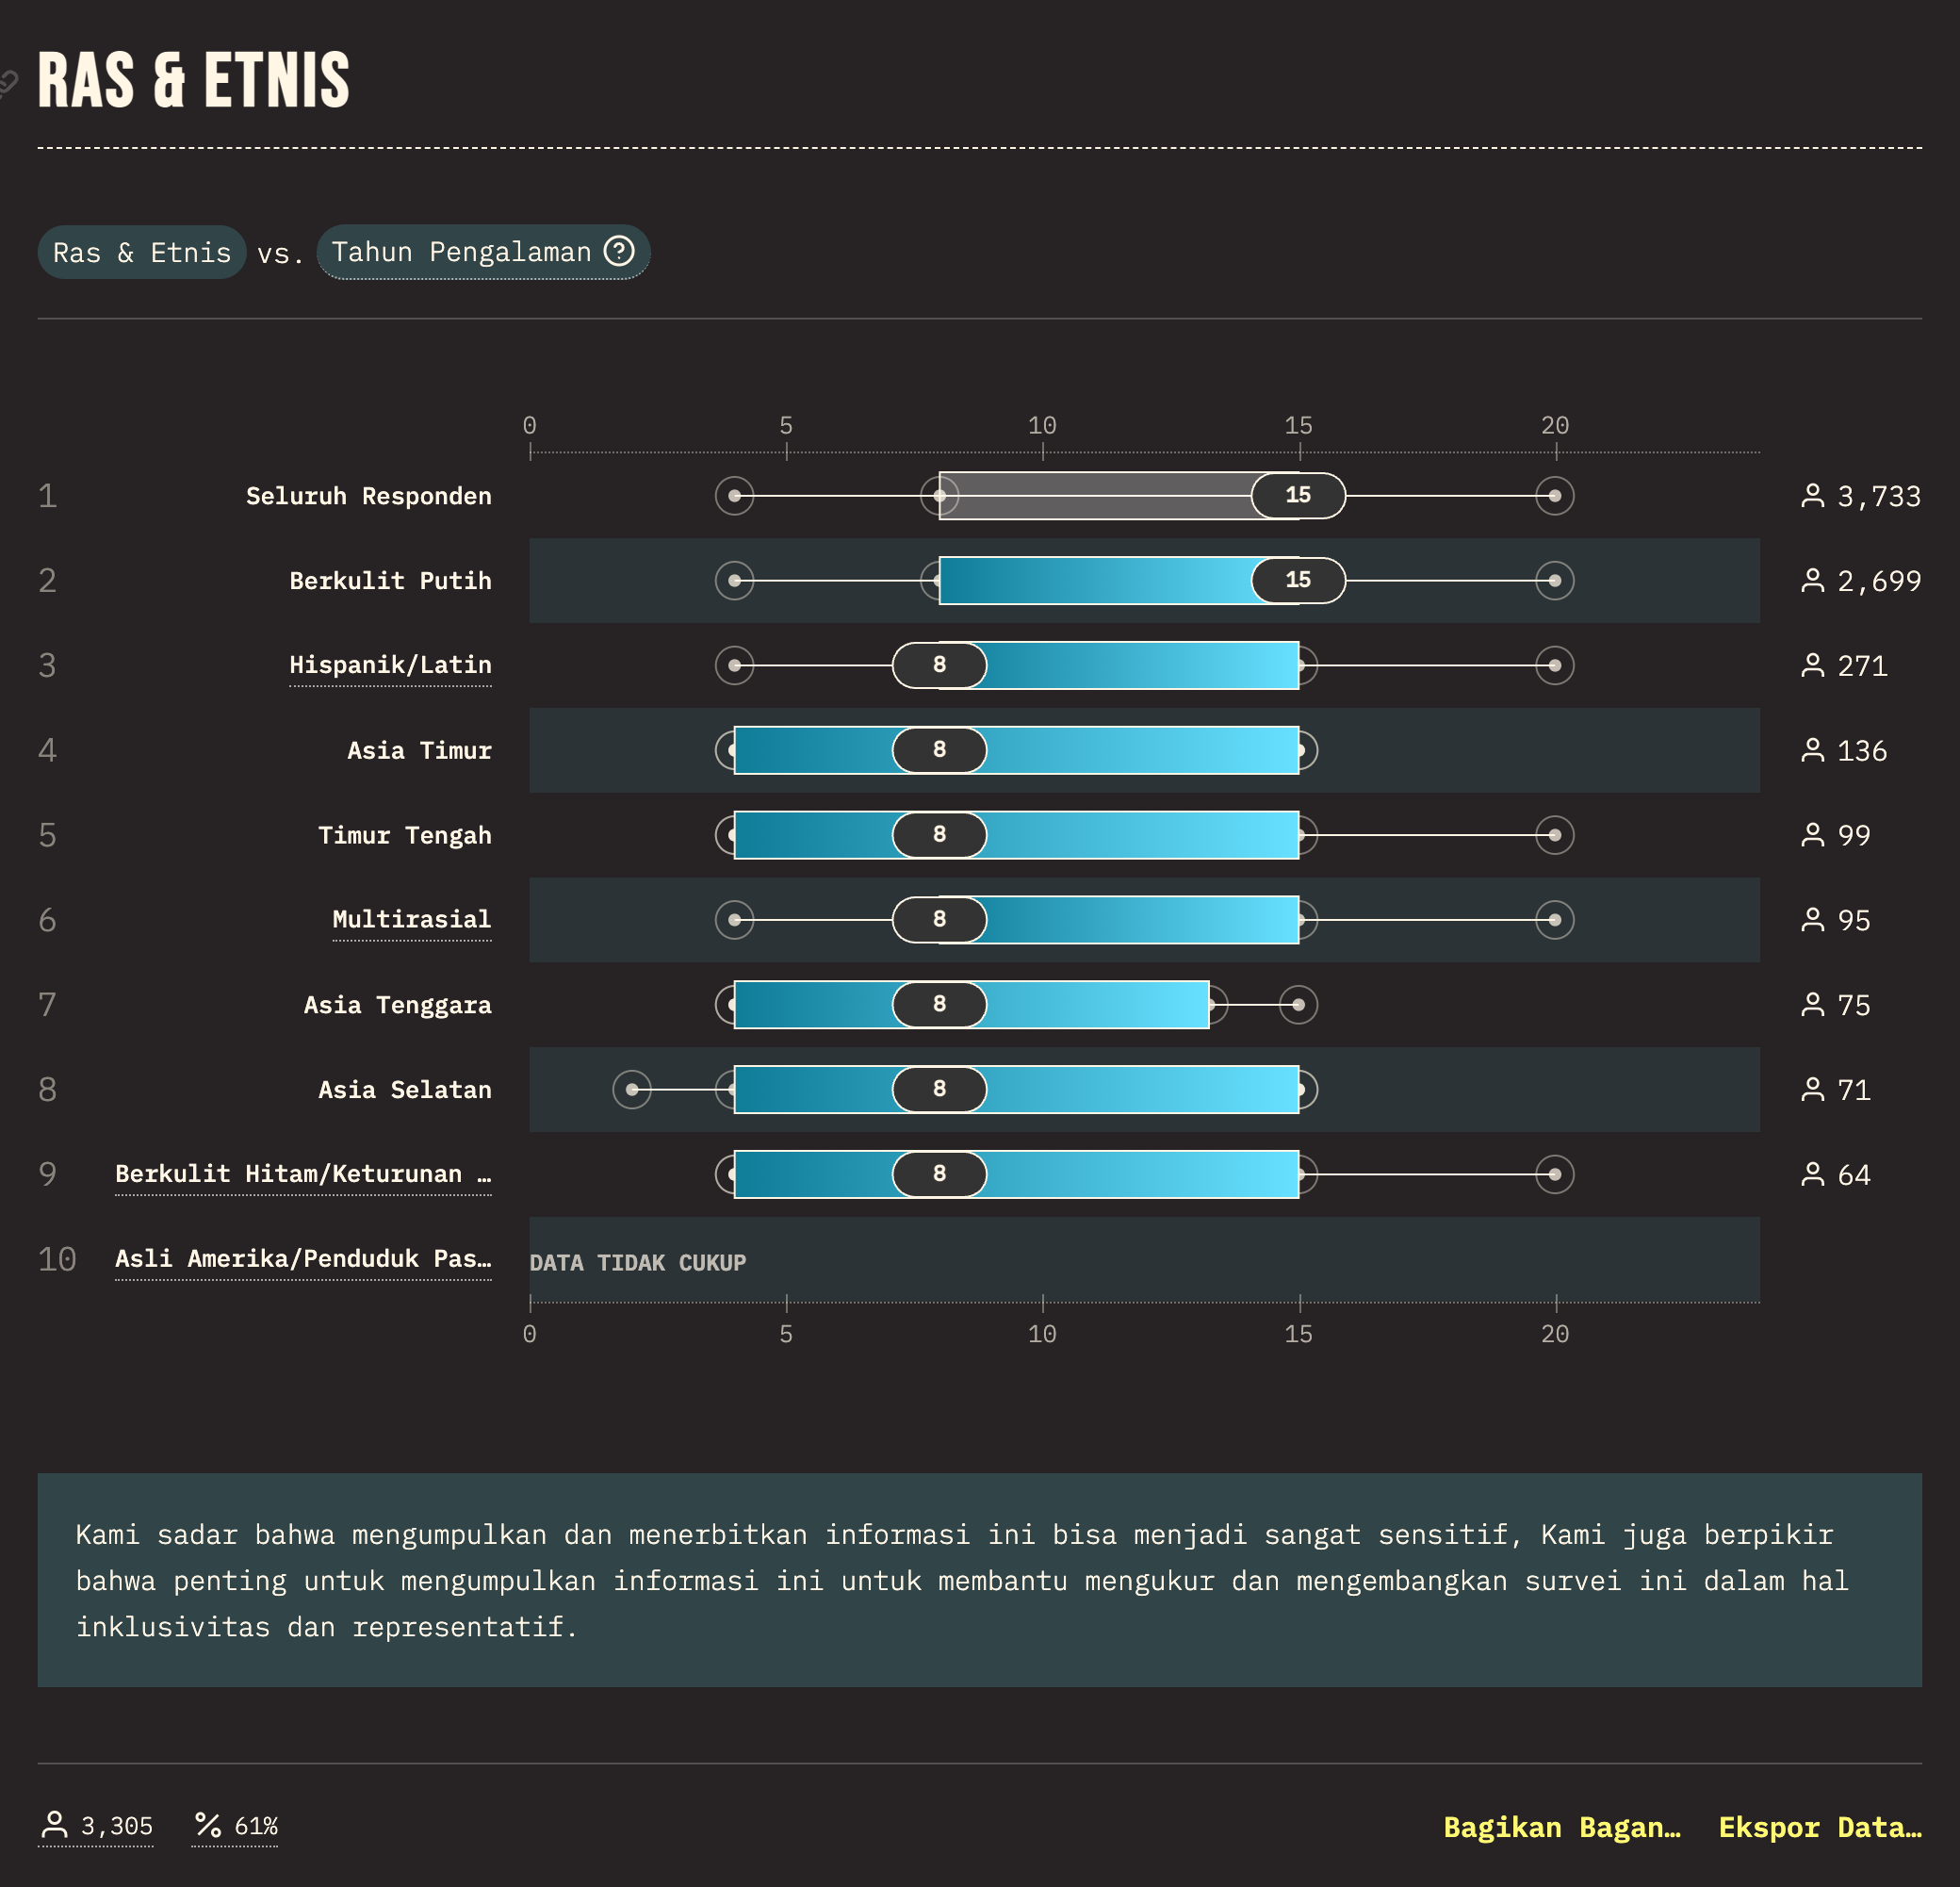 RAS & ETNIS
Ras & Etnis vs. Tahun Pengalaman
0 5 10 15 20
1 Seluruh Responden 15 3,733
2 Berkulit Putih 15 2,699
3 Hispanik/Latin 8 271
4 Asia Timur 8 136
5 Timur Tengah 8 99
6 Multirasial 8 95
7 Asia Tenggara 8 75
8 Asia Selatan 8 71
9 Berkulit Hitam/Keturunan … 8 64
10 Asli Amerika/Penduduk Pas… DATA TIDAK CUKUP
0 5 10 15 20
Kami sadar bahwa mengumpulkan dan menerbitkan informasi ini bisa menjadi sangat sensitif, Kami juga berpikir
bahwa penting untuk mengumpulkan informasi ini untuk membantu mengukur dan mengembangkan survei ini dalam hal
inklusivitas dan representatif.
3,305 % 61% Bagikan Bagan… Ekspor Data…